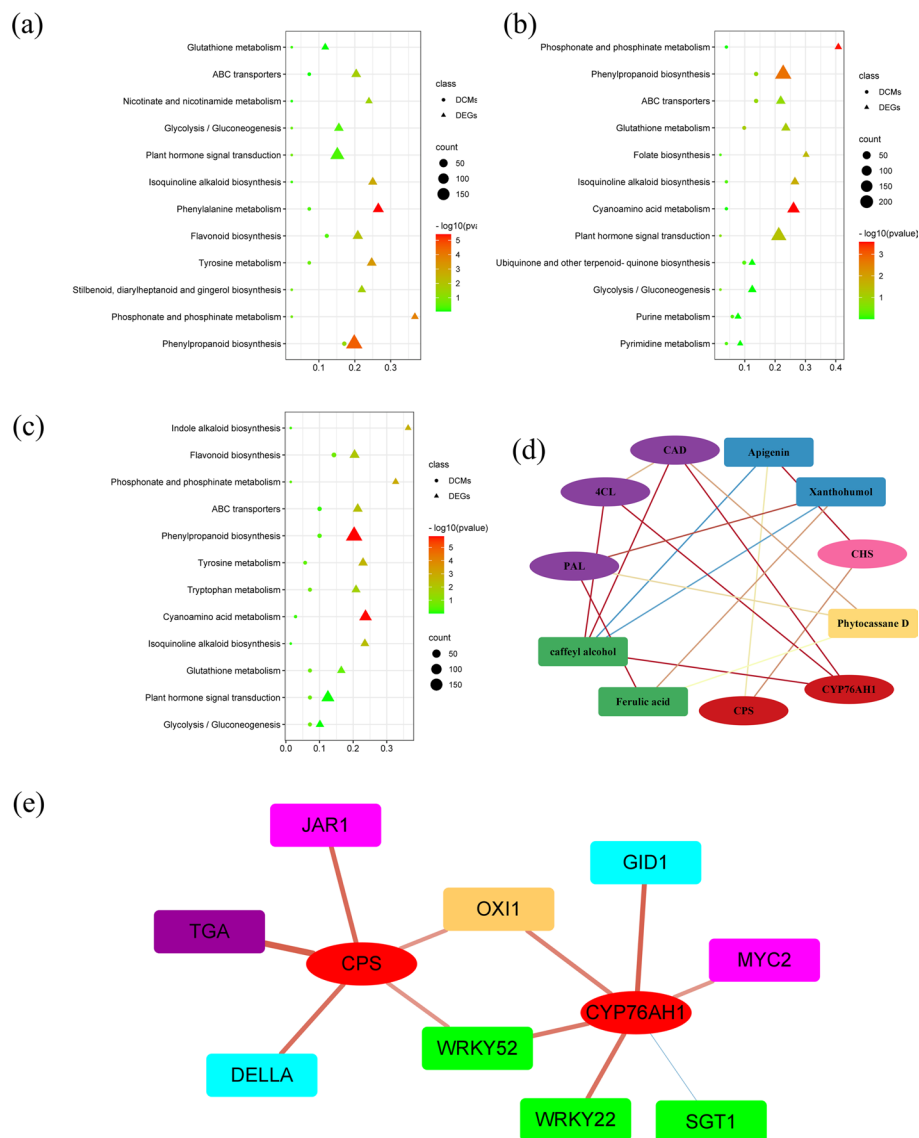 (a)
Glutathione metabolism
ABC transporters
Nicotinate and nicotinamide metabolism
Glycolysis / Gluconeogenesis
Plant hormone signal transduction
Isoquinoline alkaloid biosynthesis
Phenylalanine metabolism
Flavonoid biosynthesis
Tyrosine metabolism
Stilbenoid, diarylheptanoid and gingerol biosynthesis
Phosphonate and phosphinate metabolism
Phenylpropanoid biosynthesis
0.1 0.2 0.3
class
DCMs
DEGs
count
50
100
150
- log10(pvalue)
5
4
3
2
1
(b)
Phosphonate and phosphinate metabolism
Phenylpropanoid biosynthesis
ABC transporters
Glutathione metabolism
Folate biosynthesis
Isoquinoline alkaloid biosynthesis
Cyanoamino acid metabolism
Plant hormone signal transduction
Ubiquinone and other terpenoid- quinone biosynthesis
Glycolysis / Gluconeogenesis
Purine metabolism
Pyrimidine metabolism
0.1 0.2 0.3 0.4
class
DCMs
DEGs
count
50
100
150
200
- log10(pvalue)
3
2
1
(c)
Indole alkaloid biosynthesis
Flavonoid biosynthesis
Phosphonate and phosphinate metabolism
ABC transporters
Phenylpropanoid biosynthesis
Tyrosine metabolism
Tryptophan metabolism
Cyanoamino acid metabolism
Isoquinoline alkaloid biosynthesis
Glutathione metabolism
Plant hormone signal transduction
Glycolysis / Gluconeogenesis
0.0 0.1 0.2 0.3
class
DCMs
DEGs
- log10(pvalue)
5
4
3
2
1
count
50
100
150
(d)
CAD
Apigenin
4CL
Xanthohumol
CHS
PAL
Phytocassane D
caffeyl alcohol
CYP76AH1
Ferulic acid
CPS
(e)
JAR1
GID1
OXI1
TGA
MYC2
CPS
CYP76AH1
WRKY52
DELLA
WRKY22
SGT1